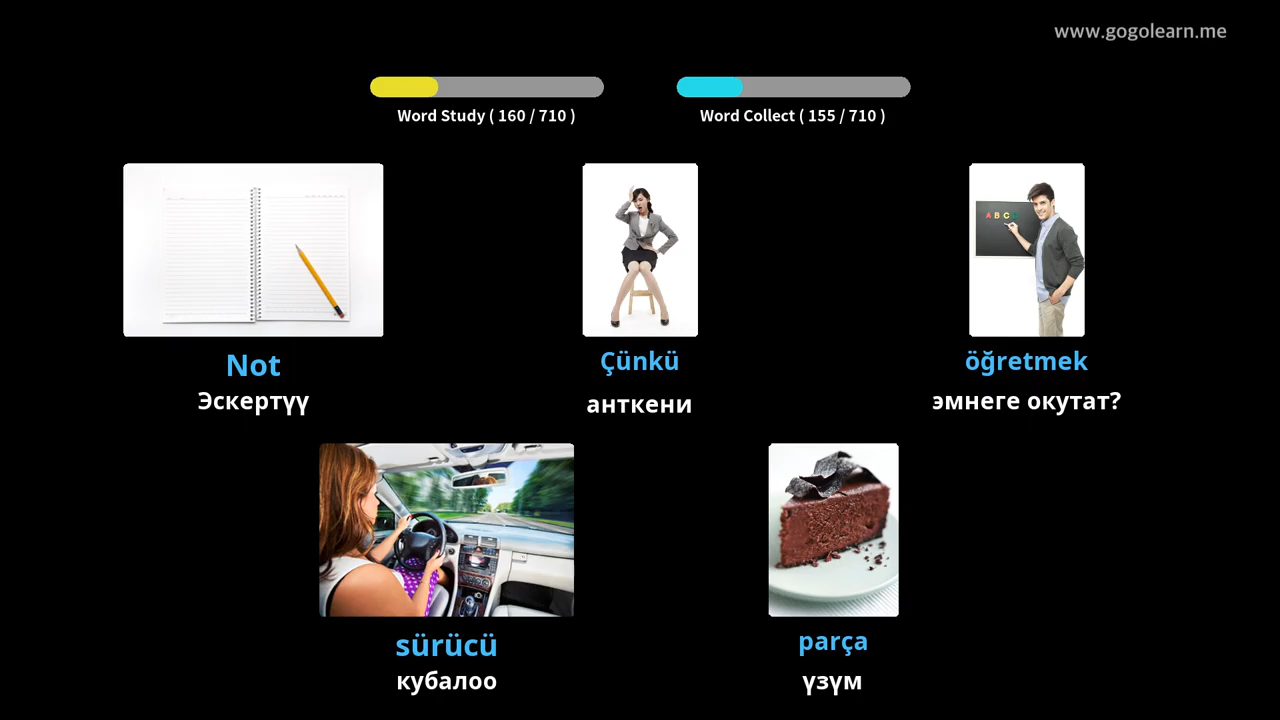 www.gogolearn.me
Word Study ( 160 / 710 )
Word Collect ( 155 / 710 )
Not
Эскертүү
Çünkü
анткени
öğretmek
эмнеге окутат?
sürücü
кубалоо
parça
үзүм